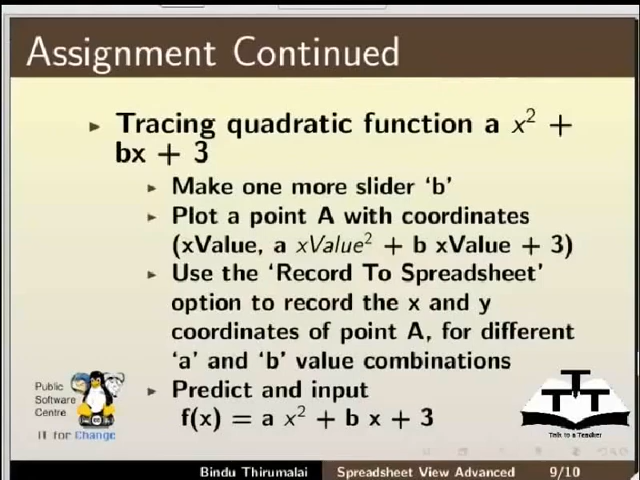 Assignment Continued
Tracing quadratic function a x² +
bx + 3
Make one more slider ‘b’
Plot a point A with coordinates
(xValue, a xValue² + b xValue + 3)
Use the ‘Record To Spreadsheet’
option to record the x and y
coordinates of point A, for different
‘a’ and ‘b’ value combinations
Predict and input
f(x) = a x² + b x + 3
Public
Software
Centre
IT for Change
TTT
Talk to a Teacher
Bindu Thirumalai Spreadsheet View Advanced 9/10